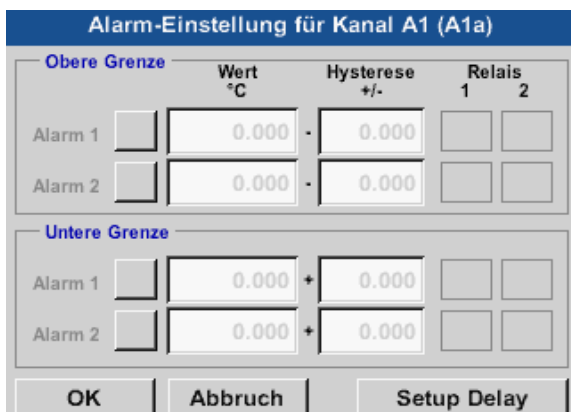 Alarm-Einstellung für Kanal A1 (A1a)
Obere Grenze
Wert Hysterese Relais
°C +/- 1 2
Alarm 1 0.000 - 0.000
Alarm 2 0.000 - 0.000
Untere Grenze
Alarm 1 0.000 + 0.000
Alarm 2 0.000 + 0.000
OK Abbruch Setup Delay